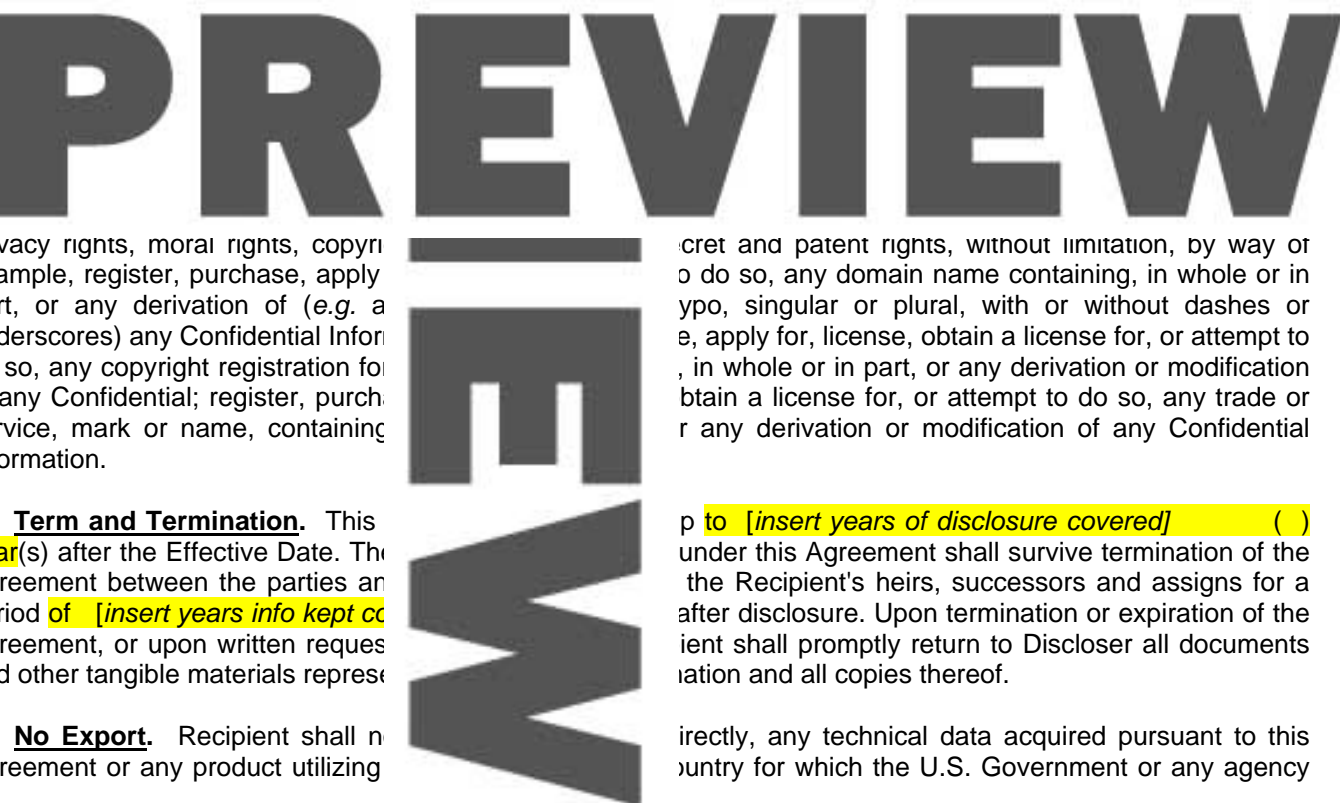 PREVIEW
vacy rights, moral rights, copyri cret and patent rights, without limitation, by way of
ample, register, purchase, apply o do so, any domain name containing, in whole or in
rt, or any derivation of (e.g. a ypo, singular or plural, with or without dashes or
derscores) any Confidential Infor e, apply for, license, obtain a license for, or attempt to
so, any copyright registration fo , in whole or in part, or any derivation or modification
any Confidential; register, purch btain a license for, or attempt to do so, any trade or
rvice, mark or name, containing r any derivation or modification of any Confidential
ormation.
Term and Termination. This p to [insert years of disclosure covered] ( )
ar(s) after the Effective Date. The under this Agreement shall survive termination of the
reement between the parties an the Recipient's heirs, successors and assigns for a
riod of [insert years info kept co after disclosure. Upon termination or expiration of the
reement, or upon written reques ient shall promptly return to Discloser all documents
d other tangible materials represe ation and all copies thereof.
No Export. Recipient shall n irectly, any technical data acquired pursuant to this
reement or any product utilizing ountry for which the U.S. Government or any agency
IEW